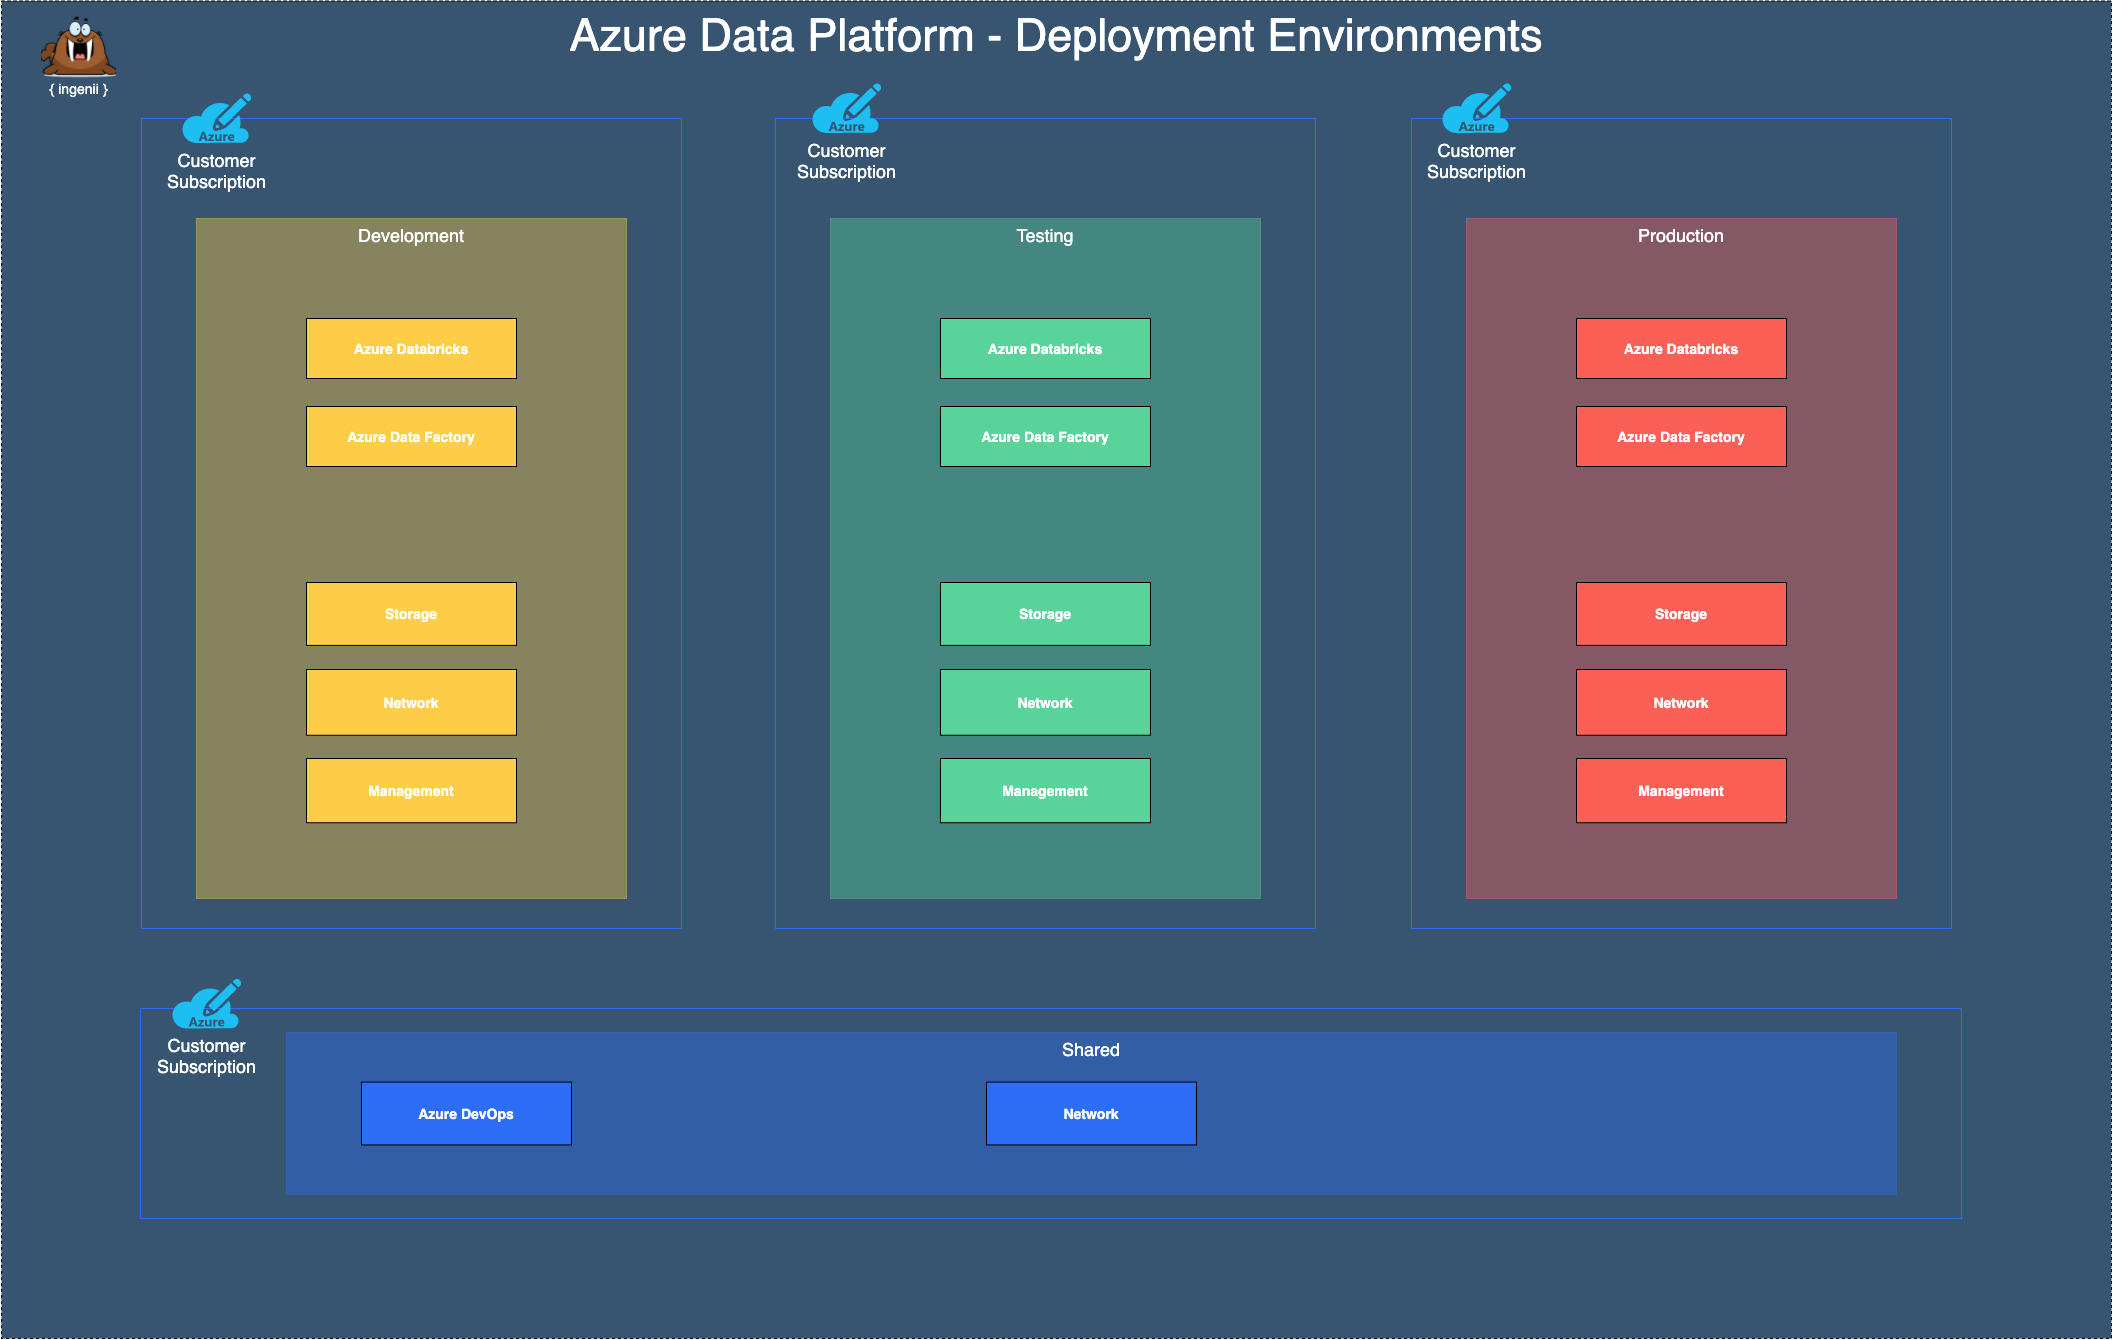 Azure Data Platform - Deployment Environments
{ ingenii }
Azure
Customer
Subscription
Development
Azure Databricks
Azure Data Factory
Storage
Network
Management
Azure
Customer
Subscription
Testing
Azure Databricks
Azure Data Factory
Storage
Network
Management
Azure
Customer
Subscription
Production
Azure Databricks
Azure Data Factory
Storage
Network
Management
Azure
Customer
Subscription
Shared
Azure DevOps
Network